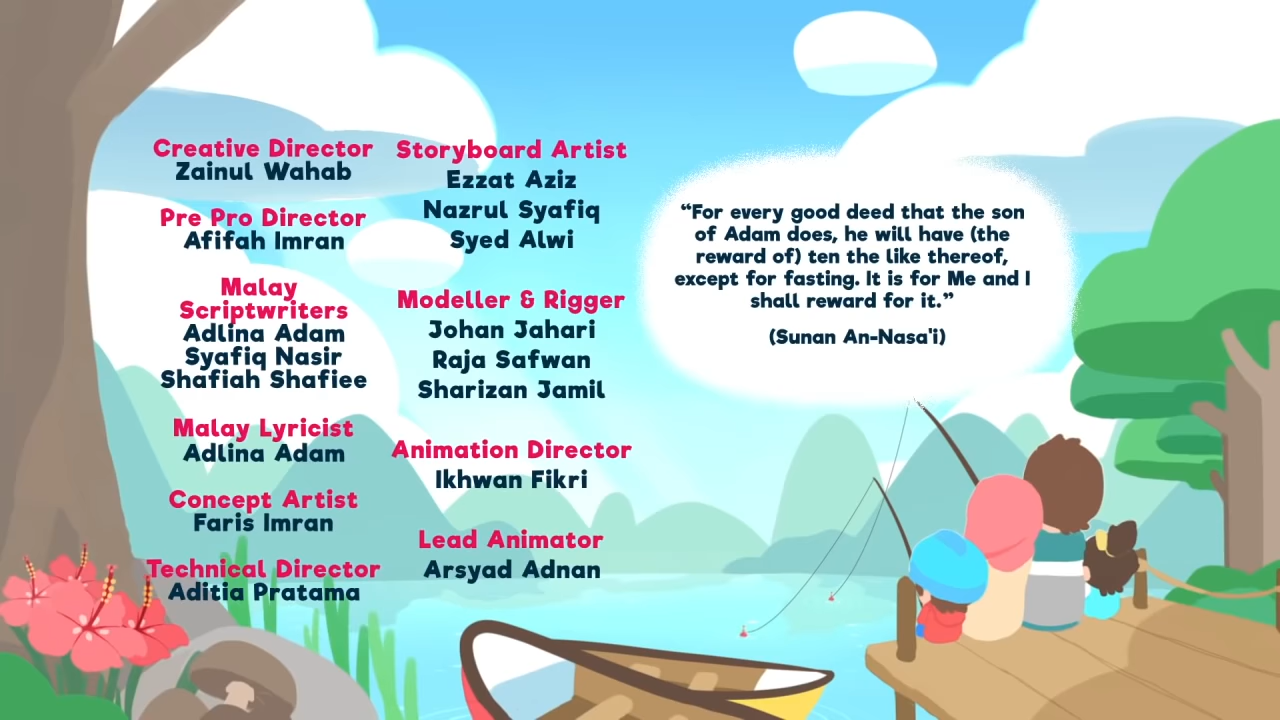 Creative Director
Zainul Wahab
Pre Pro Director
Afifah Imran
Malay
Scriptwriters
Adlina Adam
Syafiq Nasir
Shafiah Shafiee
Malay Lyricist
Adlina Adam
Concept Artist
Faris Imran
Technical Director
Aditia Pratama
Storyboard Artist
Ezzat Aziz
Nazrul Syafiq
Syed Alwi
Modeller & Rigger
Johan Jahari
Raja Safwan
Sharizan Jamil
Animation Director
Ikhwan Fikri
Lead Animator
Arsyad Adnan
“For every good deed that the son
of Adam does, he will have (the
reward of) ten the like thereof,
except for fasting. It is for Me and I
shall reward for it.”
(Sunan An-Nasa'i)